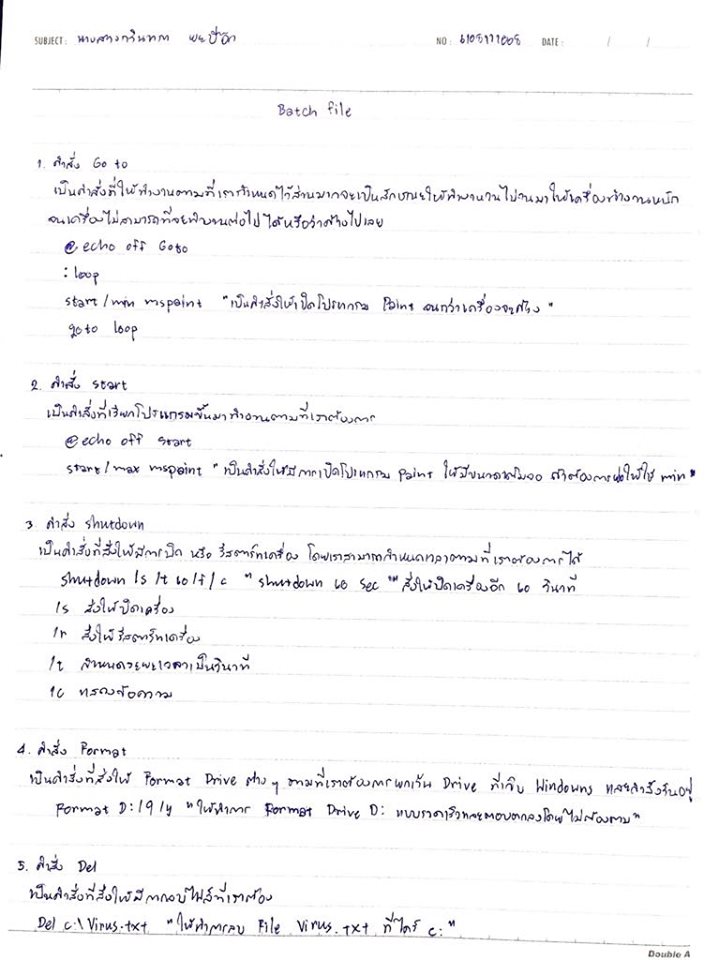 SUBJECT: นางสาว NO: DATE: / /
Batch file
1. คำสั่ง Go to
เป็นคำสั่งที่ให้ทำงานตามที่เรากำหนดไว้ส่วนมากจะเป็นลักษณะให้ทำงานวนไปวนมาให้เครื่องทำงานหนัก
จนเครื่องไม่สามารถที่จะทำงานต่อไปได้หรือว่าค้างไปเลย
@echo off Goto
:loop
start/min mspaint "เป็นคำสั่งให้เปิดโปรแกรม Paint จนกว่าเครื่องจะค้าง"
goto loop
2. คำสั่ง start
เป็นคำสั่งที่เรียกโปรแกรมขึ้นมาทำงานตามที่เราต้องการ
@echo off start
start/max mspaint "เป็นคำสั่งให้มีการเปิดโปรแกรม Paint ให้มีขนาดเต็มจอ ถ้าต้องการย่อให้ใช้ min"
3. คำสั่ง shutdown
เป็นคำสั่งที่สั่งให้มีการปิด หรือ รีสตาร์ทเครื่อง โดยเราสามารถกำหนดเวลาตามที่เราต้องการได้
shutdown /s /t 60 /f /c "shutdown 60 sec" "สั่งให้ปิดเครื่องอีก 60 วินาที
/s สั่งให้ปิดเครื่อง
/r สั่งให้รีสตาร์ทเครื่อง
/t กำหนดระยะเวลาเป็นวินาที
/c แสดงข้อความ
4. คำสั่ง Format
เป็นคำสั่งที่สั่งให้ Format Drive ต่าง ๆ ตามที่เราต้องการยกเว้น Drive ที่เก็บ Windowns และคำสั่งรันอยู่
Format D: /q /y "ให้ทำการ Format Drive D: แบบรวดเร็วและตอบตกลงโดยไม่ต้องถาม"
5. คำสั่ง Del
เป็นคำสั่งที่สั่งให้มีการลบไฟล์ที่เราต้อง
Del c:\Virus.txt "ให้ทำการลบ File Virus.txt ที่ไดร์ c:"
Double A